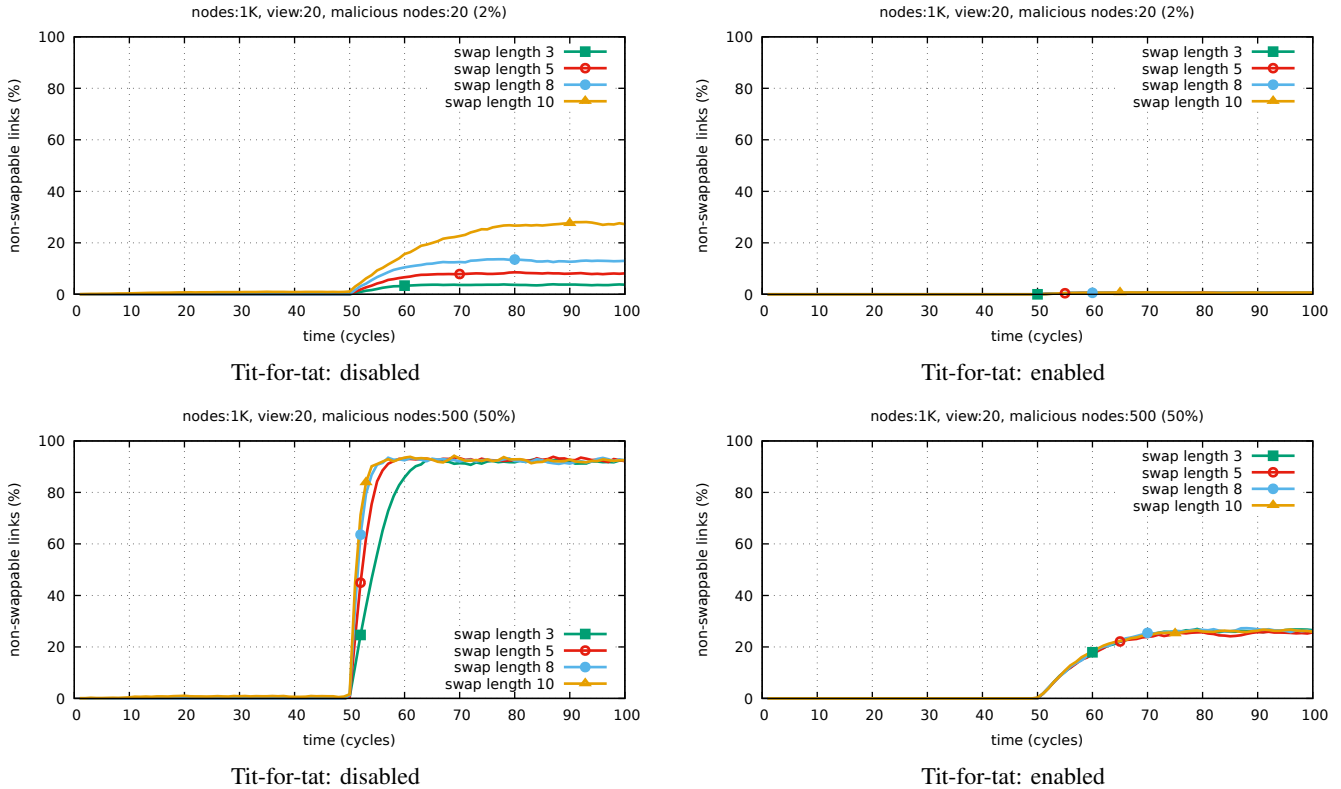 nodes:1K, view:20, malicious nodes:20 (2%)
non-swappable links (%)
100
80
60
40
20
0
swap length 3
swap length 5
swap length 8
swap length 10
0 10 20 30 40 50 60 70 80 90 100
time (cycles)
Tit-for-tat: disabled
nodes:1K, view:20, malicious nodes:20 (2%)
non-swappable links (%)
100
80
60
40
20
0
swap length 3
swap length 5
swap length 8
swap length 10
0 10 20 30 40 50 60 70 80 90 100
time (cycles)
Tit-for-tat: enabled
nodes:1K, view:20, malicious nodes:500 (50%)
non-swappable links (%)
100
80
60
40
20
0
swap length 3
swap length 5
swap length 8
swap length 10
0 10 20 30 40 50 60 70 80 90 100
time (cycles)
Tit-for-tat: disabled
nodes:1K, view:20, malicious nodes:500 (50%)
non-swappable links (%)
100
80
60
40
20
0
swap length 3
swap length 5
swap length 8
swap length 10
0 10 20 30 40 50 60 70 80 90 100
time (cycles)
Tit-for-tat: enabled